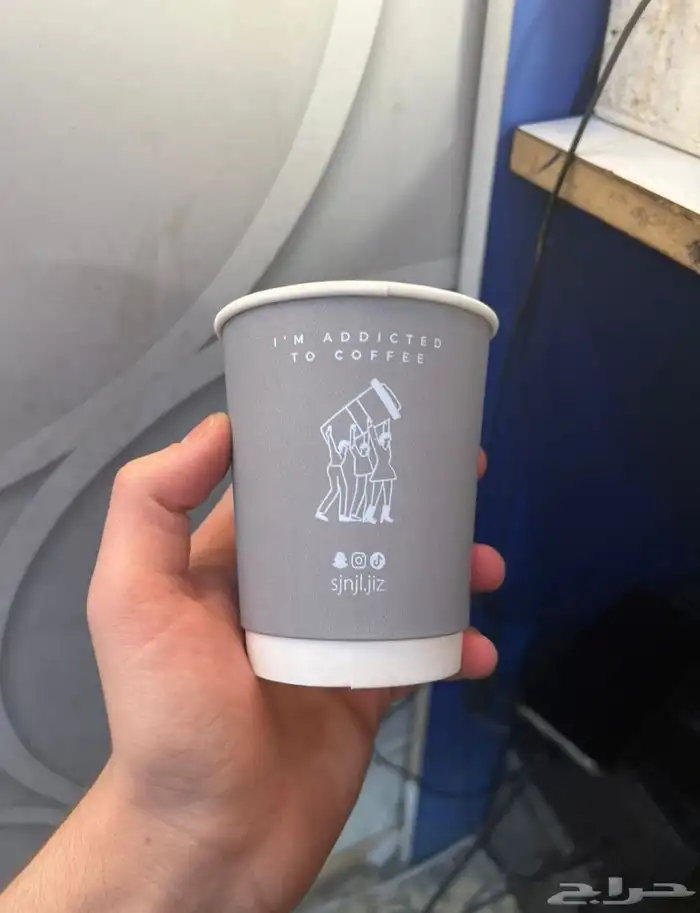 I'M ADDICTED
TO COFFEE
sjnjl.jiz
حراج